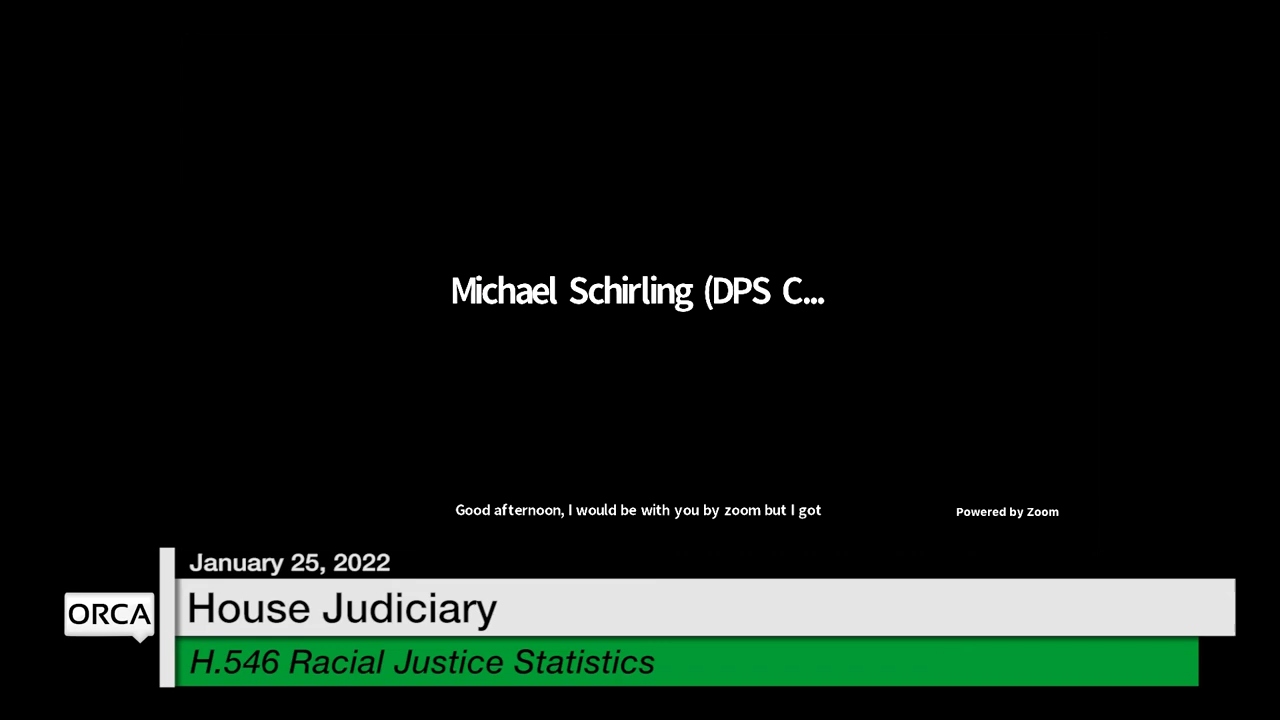 Michael Schirling (DPS C...
Good afternoon, I would be with you by zoom but I got
Powered by Zoom
January 25, 2022
House Judiciary
ORCA
H.546 Racial Justice Statistics